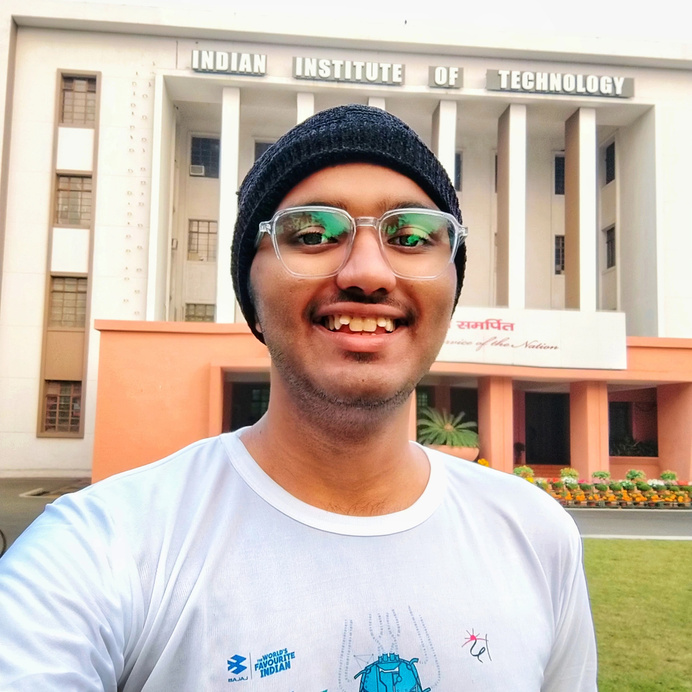 INDIAN INSTITUTE OF TECHNOLOGY
समर्पित
of the Nation
BAJAJ
THE WORLD'S
FAVOURITE
INDIAN